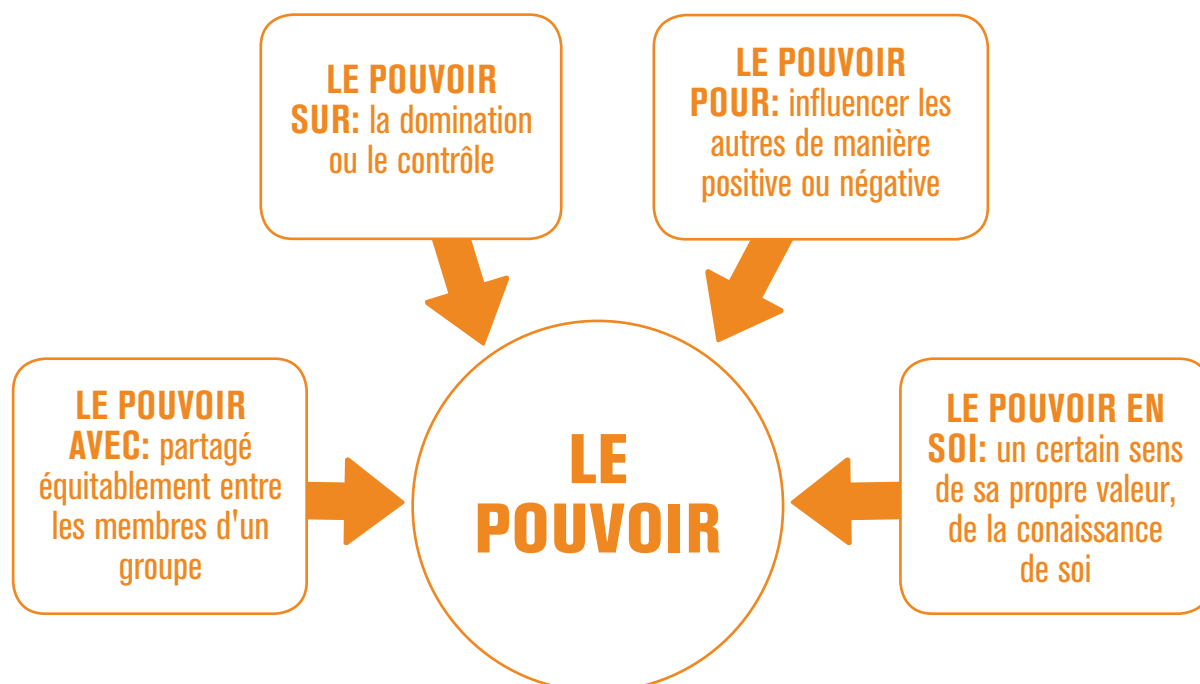 LE POUVOIR
SUR: la domination
ou le contrôle
LE POUVOIR
POUR: influencer les
autres de manière
positive ou négative
LE POUVOIR
AVEC: partagé
équitablement entre
les membres d'un
groupe
LE
POUVOIR
LE POUVOIR EN
SOI: un certain sens
de sa propre valeur,
de la conaissance
de soi